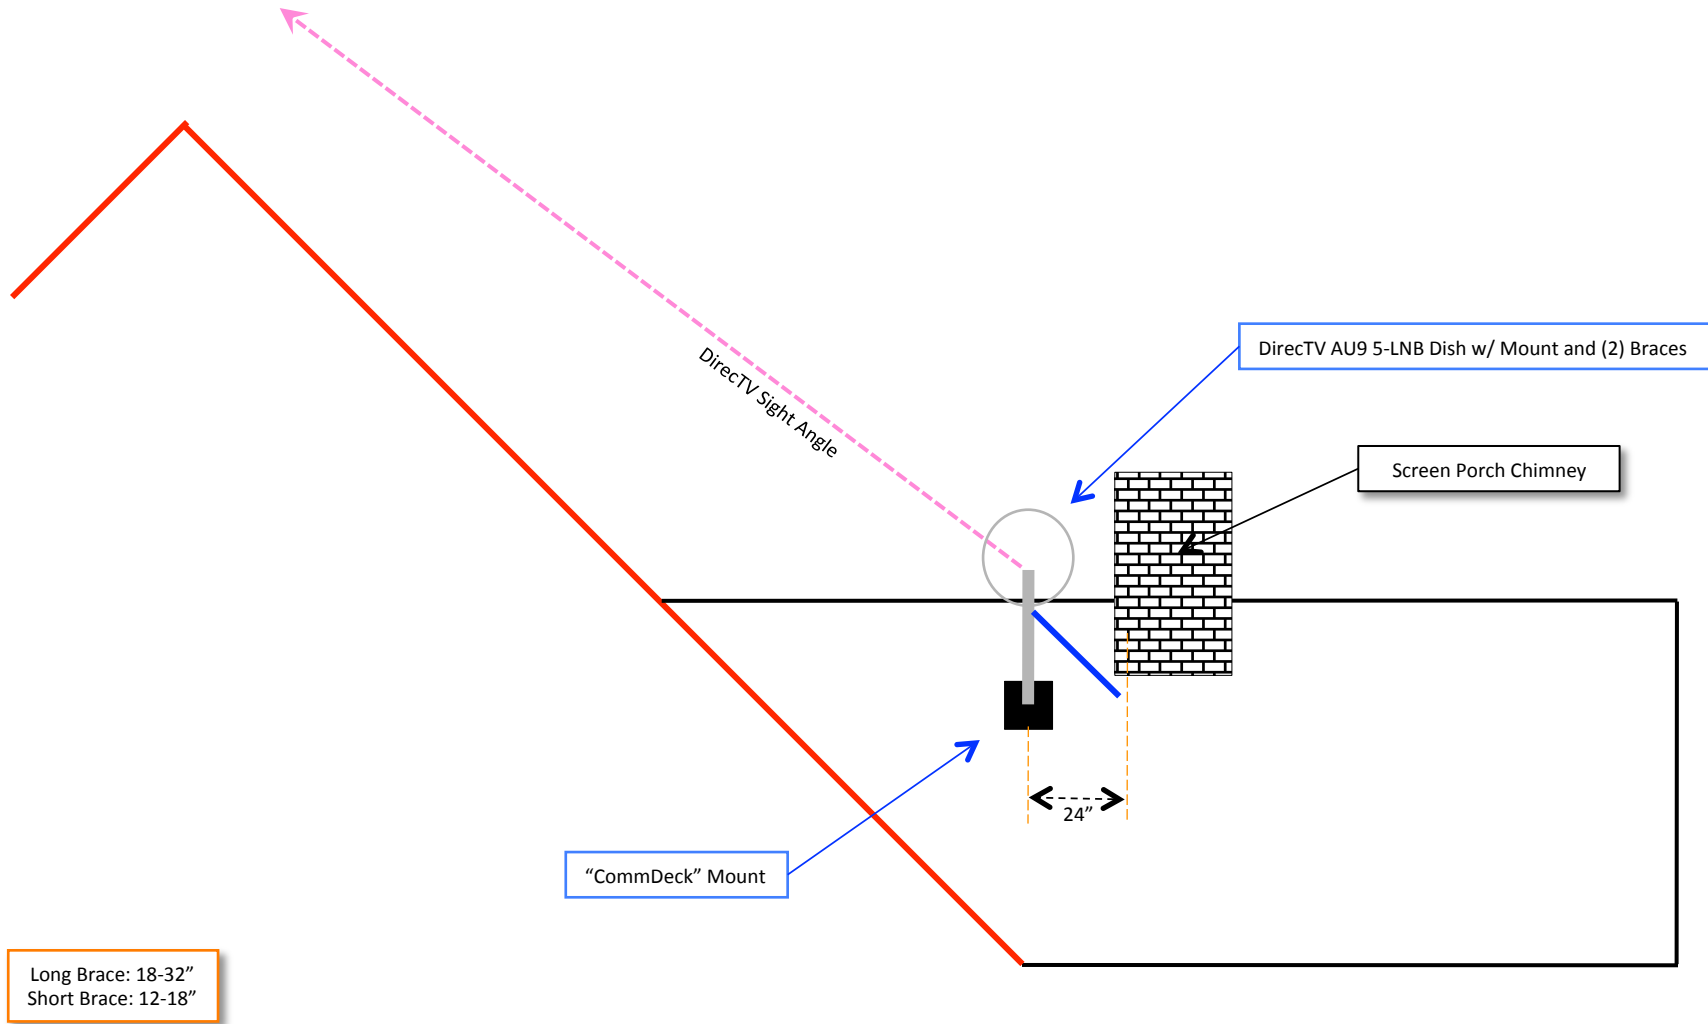 DirecTV AU9 5-LNB Dish w/ Mount and (2) Braces
DirecTV Sight Angle
Screen Porch Chimney
24”
“CommDeck” Mount
Long Brace: 18-32”
Short Brace: 12-18”